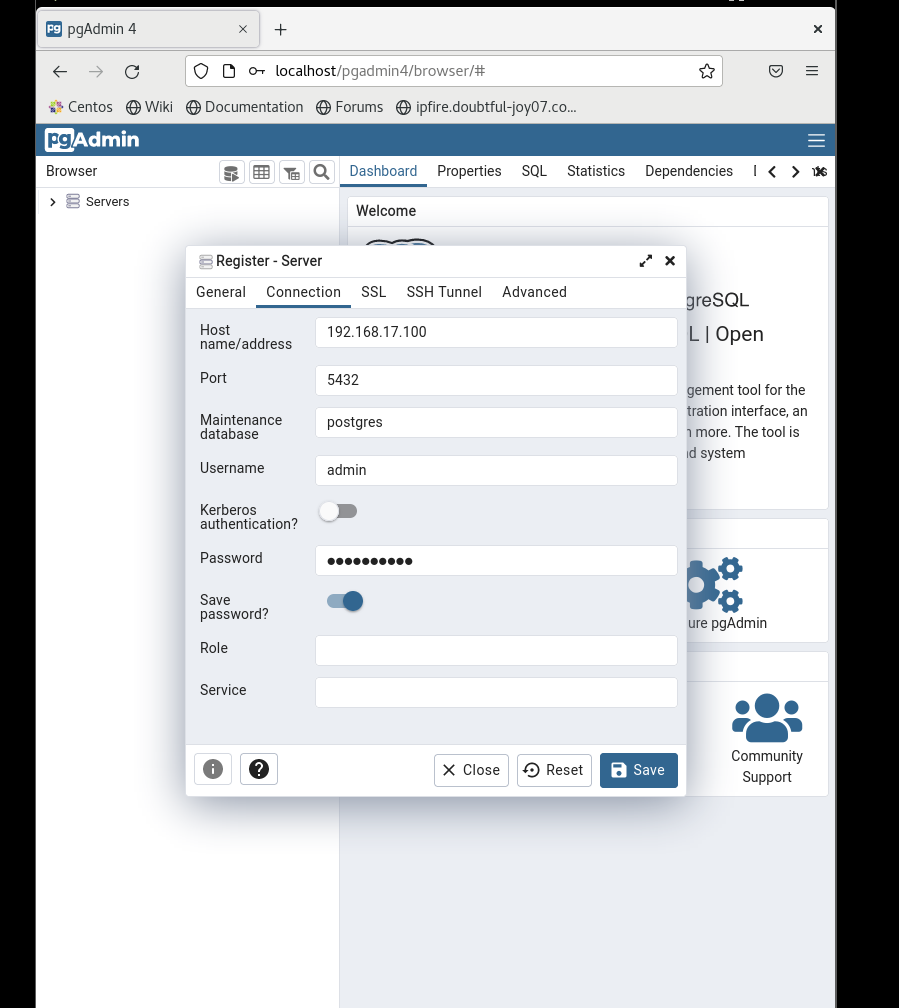 pgAdmin 4
localhost/pgadmin4/browser/#
Centos Wiki Documentation Forums ipfire.doubtful-joy07.co...
pgAdmin
Browser
Dashboard Properties SQL Statistics Dependencies
Servers
Welcome
Register - Server
General Connection SSL SSH Tunnel Advanced
greSQL
L | Open
Host
name/address
192.168.17.100
Port
5432
gement tool for the
tration interface, an
more. The tool is
d system
Maintenance
database
postgres
Username
admin
Kerberos
authentication?
Password
●●●●●●●●●●
Save
password?
ure pgAdmin
Role
Service
Close Reset Save
Community
Support